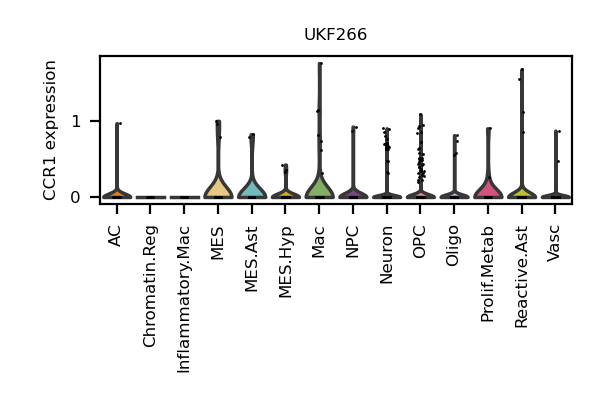 UKF266
CCR1 expression
1
0
AC
Chromatin.Reg
Inflammatory.Mac
MES
MES.Ast
MES.Hyp
Mac
NPC
Neuron
OPC
Oligo
Prolif.Metab
Reactive.Ast
Vasc